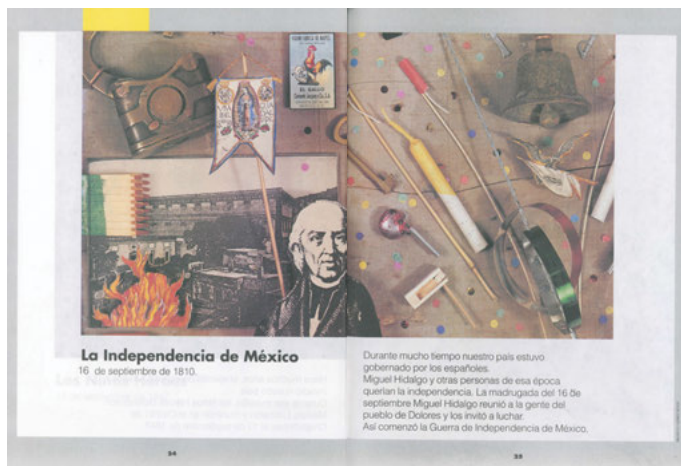 EL GALLO
La Independencia de México
16 de septiembre de 1810.
Durante mucho tiempo nuestro país estuvo
gobernado por los españoles.
Miguel Hidalgo y otras personas de esa época
querían la independencia. La madrugada del 16 de
septiembre Miguel Hidalgo reunió a la gente del
pueblo de Dolores y los invitó a luchar.
Así comenzó la Guerra de Independencia de México.
34
35